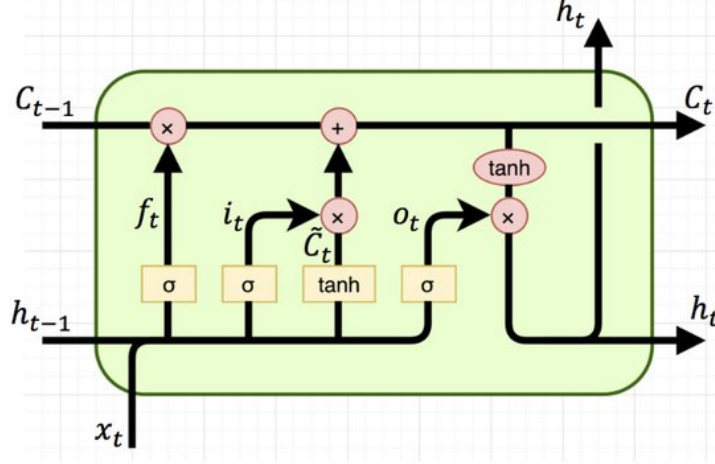 h_t
C_{t-1} × + C_t
tanh
f_t i_t × o_t ×
C̃_t
σ σ tanh σ
h_{t-1} h_t
x_t